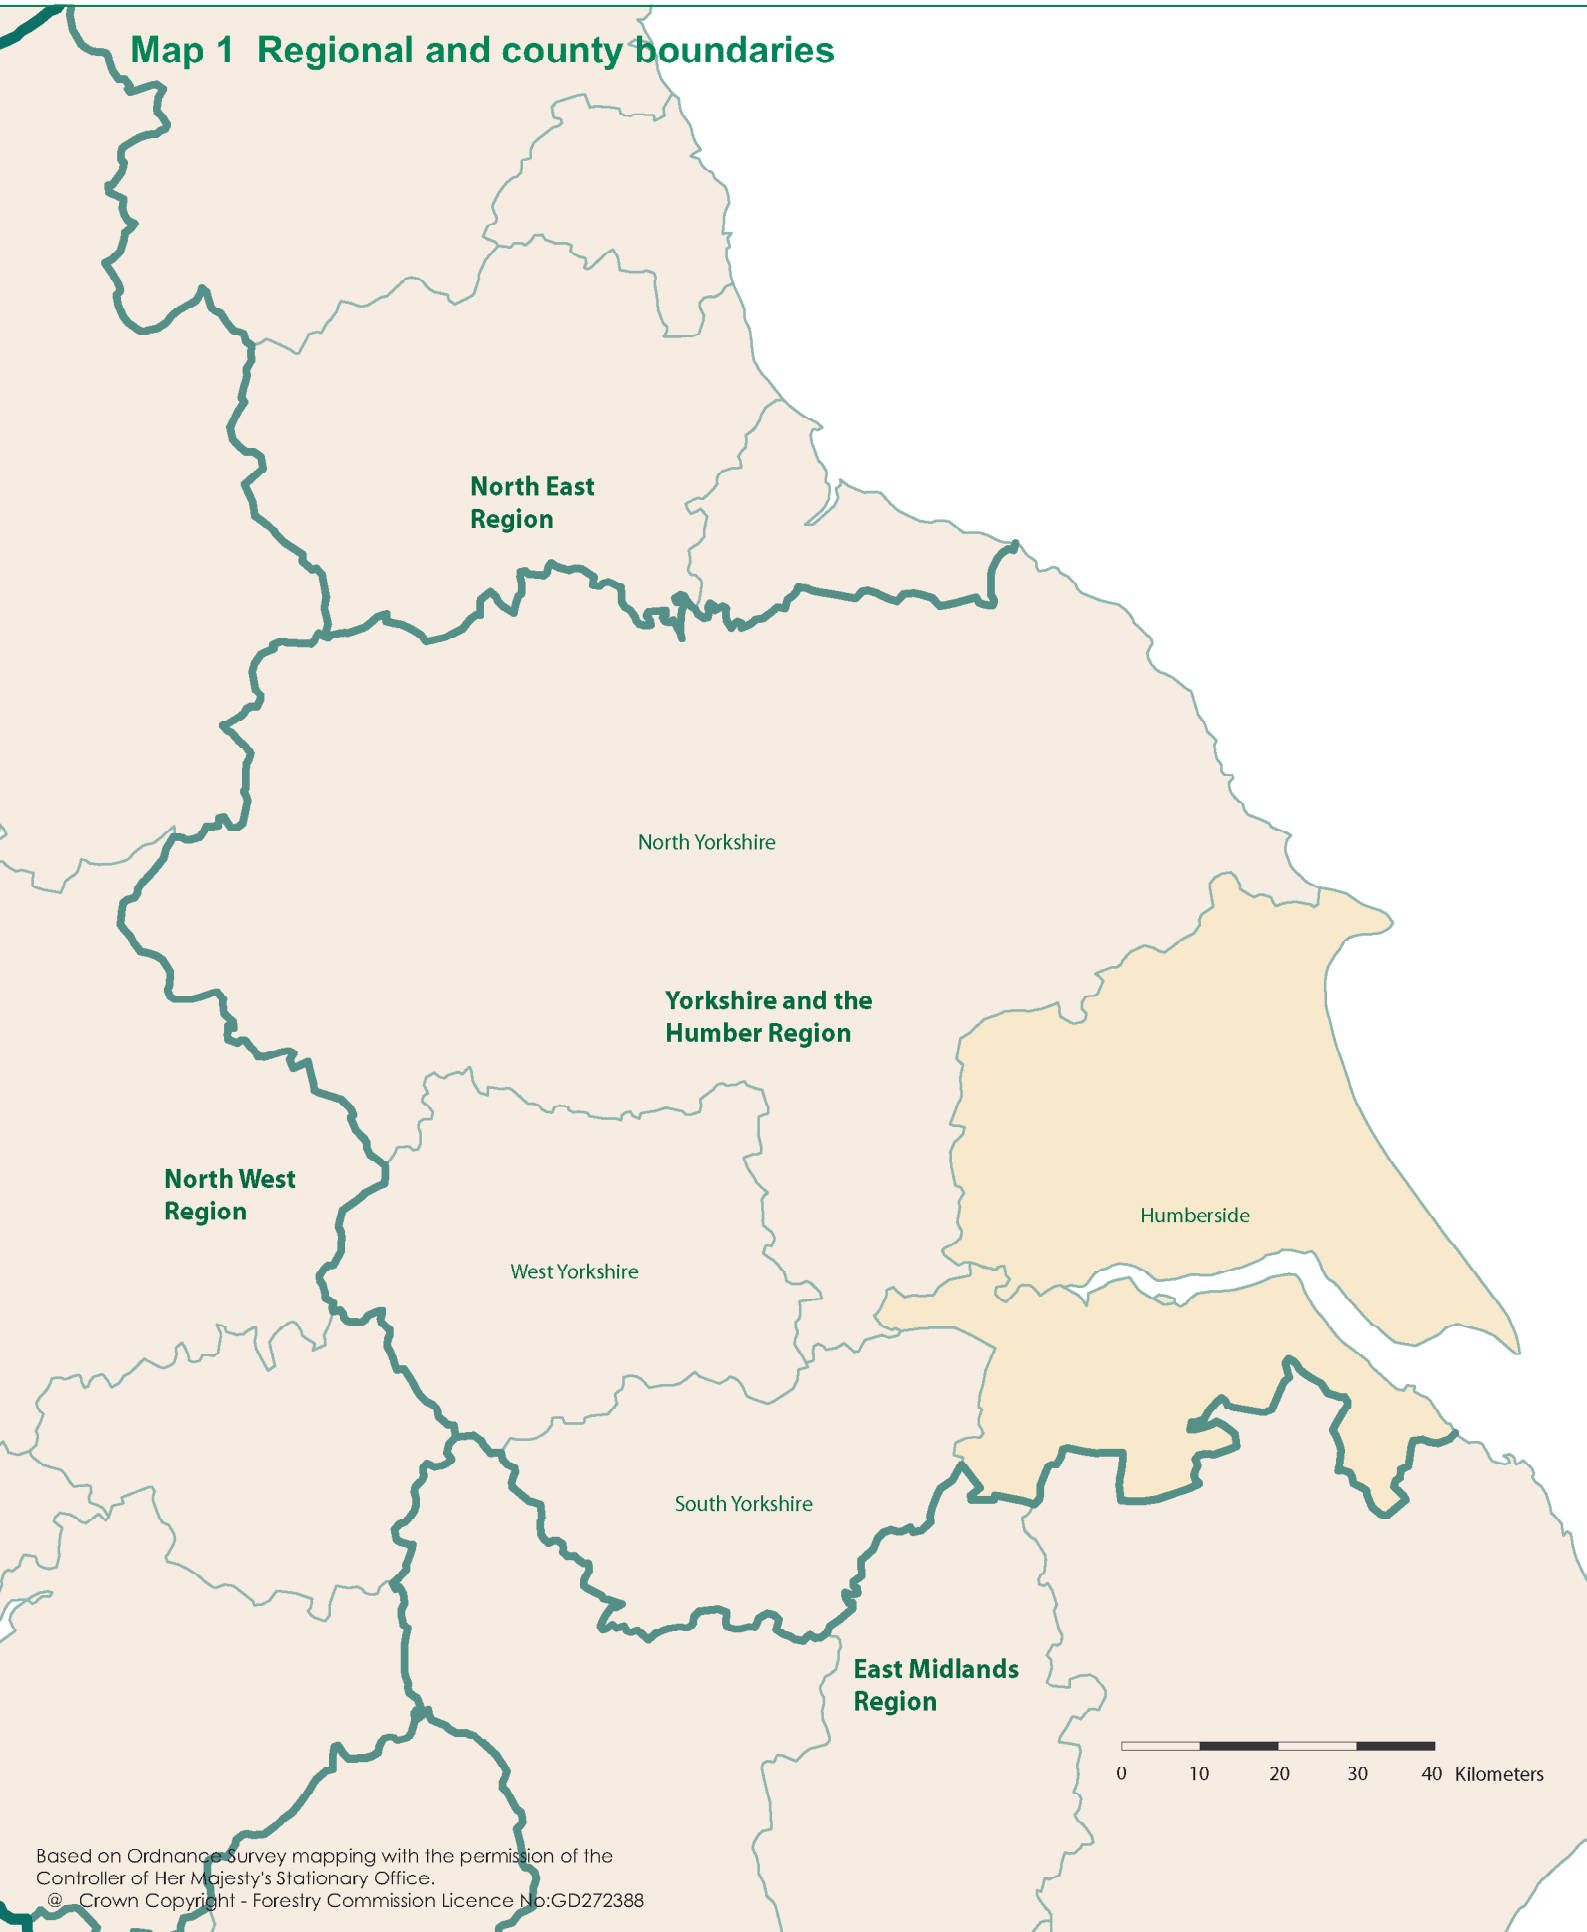 Map 1  Regional and county boundaries
North East
Region
North Yorkshire
Yorkshire and the
Humber Region
North West
Region
Humberside
West Yorkshire
South Yorkshire
East Midlands
Region
0 10 20 30 40 Kilometers
Based on Ordnance Survey mapping with the permission of the
Controller of Her Majesty's Stationary Office.
@ Crown Copyright - Forestry Commission Licence No:GD272388